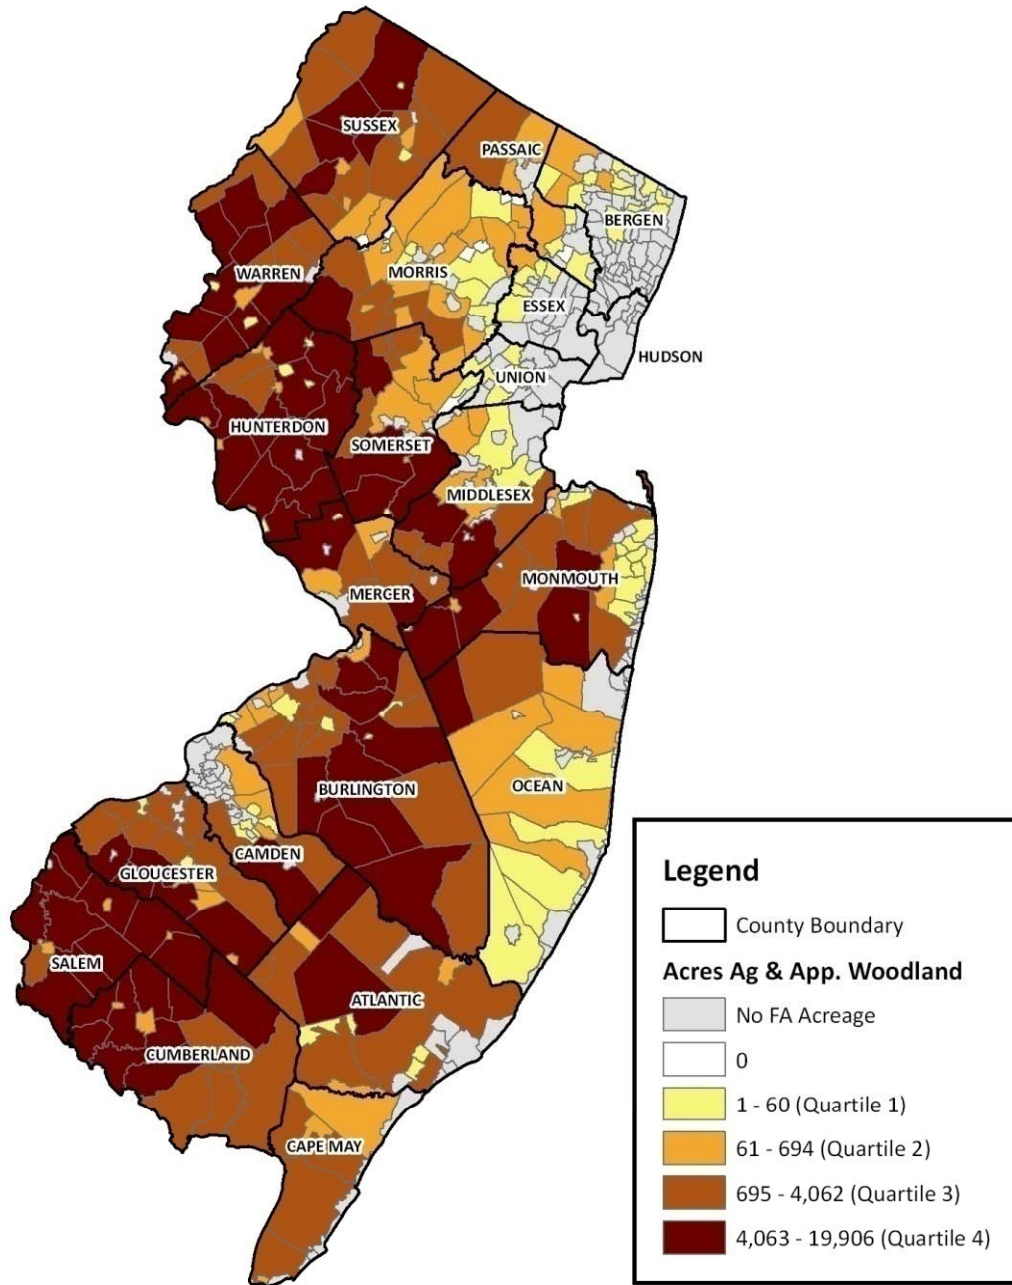 SUSSEX
PASSAIC
BERGEN
WARREN
MORRIS
ESSEX
HUDSON
UNION
HUNTERDON
SOMERSET
MIDDLESEX
MERCER
MONMOUTH
OCEAN
BURLINGTON
CAMDEN
GLOUCESTER
SALEM
ATLANTIC
CUMBERLAND
CAPE MAY
Legend
County Boundary
Acres Ag & App. Woodland
No FA Acreage
0
1 - 60 (Quartile 1)
61 - 694 (Quartile 2)
695 - 4,062 (Quartile 3)
4,063 - 19,906 (Quartile 4)